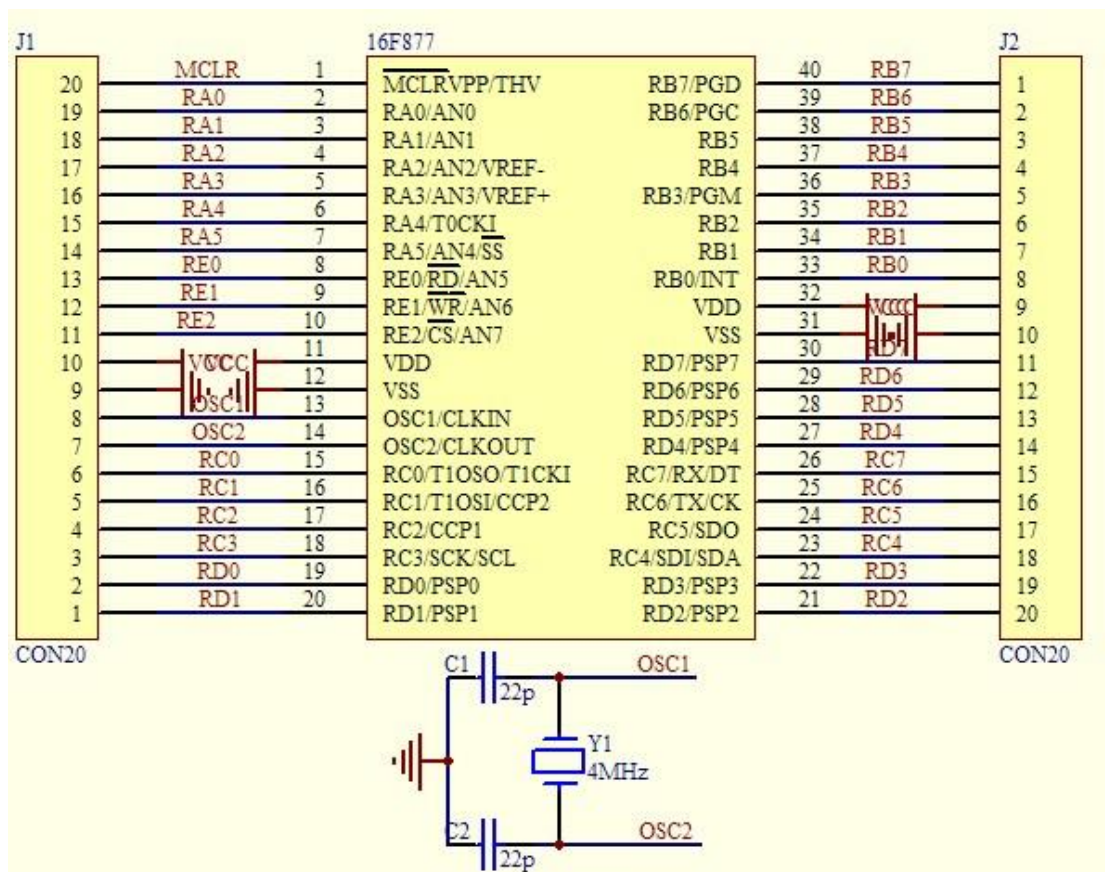 J1 16F877 J2
20 MCLR 1 MCLRVPP/THV RB7/PGD 40 RB7 1
19 RA0 2 RA0/AN0 RB6/PGC 39 RB6 2
18 RA1 3 RA1/AN1 RB5 38 RB5 3
17 RA2 4 RA2/AN2/VREF- RB4 37 RB4 4
16 RA3 5 RA3/AN3/VREF+ RB3/PGM 36 RB3 5
15 RA4 6 RA4/T0CKI RB2 35 RB2 6
14 RA5 7 RA5/AN4/SS RB1 34 RB1 7
13 RE0 8 RE0/RD/AN5 RB0/INT 33 RB0 8
12 RE1 9 RE1/WR/AN6 VDD 32 9
11 RE2 10 RE2/CS/AN7 VSS 31 10
10 11 VDD RD7/PSP7 30 RD7 11
9 12 VSS RD6/PSP6 29 RD6 12
8 OSC1 13 OSC1/CLKIN RD5/PSP5 28 RD5 13
7 OSC2 14 OSC2/CLKOUT RD4/PSP4 27 RD4 14
6 RC0 15 RC0/T1OSO/T1CKI RC7/RX/DT 26 RC7 15
5 RC1 16 RC1/T1OSI/CCP2 RC6/TX/CK 25 RC6 16
4 RC2 17 RC2/CCP1 RC5/SDO 24 RC5 17
3 RC3 18 RC3/SCK/SCL RC4/SDI/SDA 23 RC4 18
2 RD0 19 RD0/PSP0 RD3/PSP3 22 RD3 19
1 RD1 20 RD1/PSP1 RD2/PSP2 21 RD2 20
CON20 CON20
C1 OSC1
22p
Y1
4MHz
C2 OSC2
22p